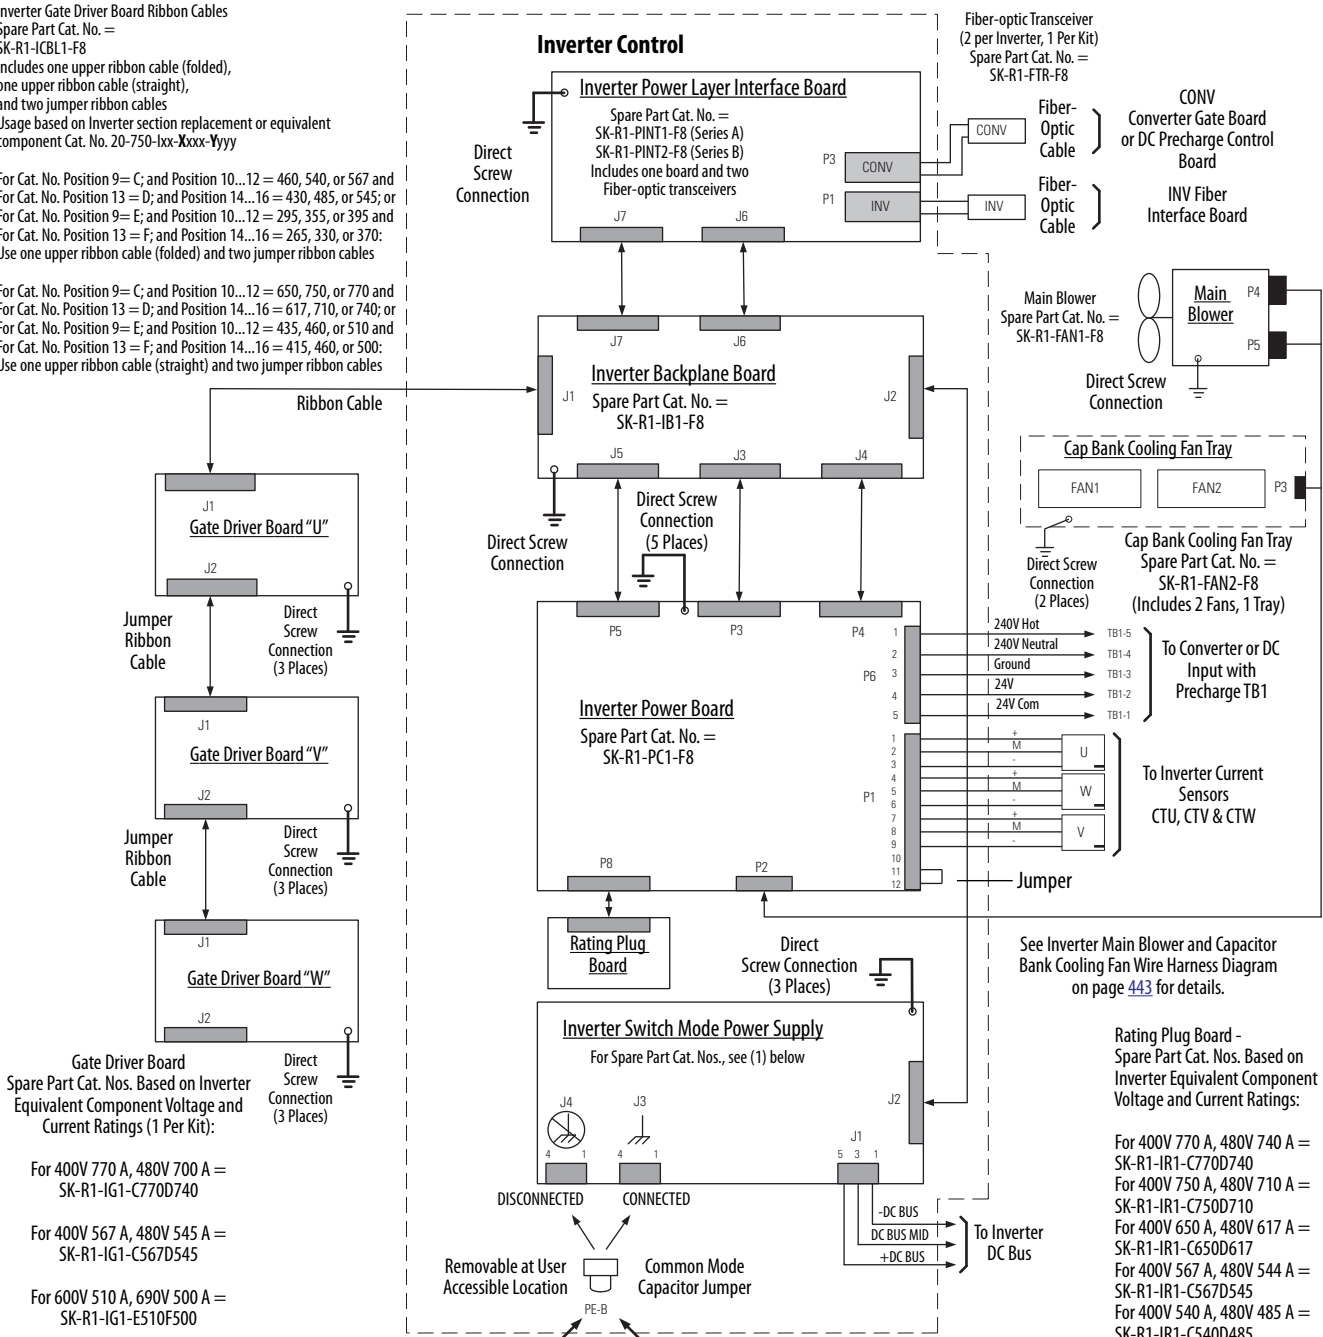 Inverter Gate Driver Board Ribbon Cables
Spare Part Cat. No. =
SK-R1-ICBL1-F8
Includes one upper ribbon cable (folded),
one upper ribbon cable (straight),
and two jumper ribbon cables
Usage based on Inverter section replacement or equivalent
component Cat. No. 20-750-Ixx-Xxxx-Yyyy
For Cat. No. Position 9= C; and Position 10...12 = 460, 540, or 567 and
For Cat. No. Position 13 = D; and Position 14...16 = 430, 485, or 545; or
For Cat. No. Position 9= E; and Position 10...12 = 295, 355, or 395 and
For Cat. No. Position 13 = F; and Position 14...16 = 265, 330, or 370:
Use one upper ribbon cable (folded) and two jumper ribbon cables
For Cat. No. Position 9= C; and Position 10...12 = 650, 750, or 770 and
For Cat. No. Position 13 = D; and Position 14...16 = 617, 710, or 740; or
For Cat. No. Position 9= E; and Position 10...12 = 435, 460, or 510 and
For Cat. No. Position 13 = F; and Position 14...16 = 415, 460, or 500:
Use one upper ribbon cable (straight) and two jumper ribbon cables
Ribbon Cable
J1
Gate Driver Board "U"
J2
Jumper
Ribbon
Cable
Direct
Screw
Connection
(3 Places)
J1
Gate Driver Board "V"
J2
Jumper
Ribbon
Cable
Direct
Screw
Connection
(3 Places)
J1
Gate Driver Board "W"
J2
Direct
Screw
Connection
(3 Places)
Gate Driver Board
Spare Part Cat. Nos. Based on Inverter
Equivalent Component Voltage and
Current Ratings (1 Per Kit):
For 400V 770 A, 480V 700 A =
SK-R1-IG1-C770D740
For 400V 567 A, 480V 545 A =
SK-R1-IG1-C567D545
For 600V 510 A, 690V 500 A =
SK-R1-IG1-E510F500
Inverter Control
Inverter Power Layer Interface Board
Spare Part Cat. No. =
SK-R1-PINT1-F8 (Series A)
SK-R1-PINT2-F8 (Series B)
Includes one board and two
Fiber-optic transceivers
Direct
Screw
Connection
P3
CONV
P1
INV
J7
J6
J7
J6
Inverter Backplane Board
Spare Part Cat. No. =
SK-R1-IB1-F8
J1
J2
J5
J3
J4
Direct Screw
Connection
Direct Screw
Connection
(5 Places)
P5
P3
P4
Inverter Power Board
Spare Part Cat. No. =
SK-R1-PC1-F8
P6
1
2
3
4
5
P1
1
2
3
4
5
6
7
8
9
10
11
12
P8
P2
Rating Plug
Board
Direct
Screw Connection
(3 Places)
Inverter Switch Mode Power Supply
For Spare Part Cat. Nos., see (1) below
J2
J4
J3
J1
4 1
4 1
5 3 1
DISCONNECTED
CONNECTED
Removable at User
Accessible Location
Common Mode
Capacitor Jumper
PE-B
-DC BUS
DC BUS MID
+DC BUS
To Inverter
DC Bus
Fiber-optic Transceiver
(2 per Inverter, 1 Per Kit)
Spare Part Cat. No. =
SK-R1-FTR-F8
CONV
Fiber-
Optic
Cable
CONV
Converter Gate Board
or DC Precharge Control
Board
INV
Fiber-
Optic
Cable
INV Fiber
Interface Board
Main Blower
Spare Part Cat. No. =
SK-R1-FAN1-F8
Main
Blower
P4
P5
Direct Screw
Connection
Cap Bank Cooling Fan Tray
FAN1
FAN2
P3
Direct Screw
Connection
(2 Places)
Cap Bank Cooling Fan Tray
Spare Part Cat. No. =
SK-R1-FAN2-F8
(Includes 2 Fans, 1 Tray)
240V Hot
TB1-5
240V Neutral
TB1-4
Ground
TB1-3
24V
TB1-2
24V Com
TB1-1
To Converter or DC
Input with
Precharge TB1
+
M
-
U
+
M
-
W
+
M
-
V
To Inverter Current
Sensors
CTU, CTV & CTW
Jumper
See Inverter Main Blower and Capacitor
Bank Cooling Fan Wire Harness Diagram
on page 443 for details.
Rating Plug Board -
Spare Part Cat. Nos. Based on
Inverter Equivalent Component
Voltage and Current Ratings:
For 400V 770 A, 480V 740 A =
SK-R1-IR1-C770D740
For 400V 750 A, 480V 710 A =
SK-R1-IR1-C750D710
For 400V 650 A, 480V 617 A =
SK-R1-IR1-C650D617
For 400V 567 A, 480V 544 A =
SK-R1-IR1-C567D545
For 400V 540 A, 480V 485 A =
SK-R1-IR1-C540D485